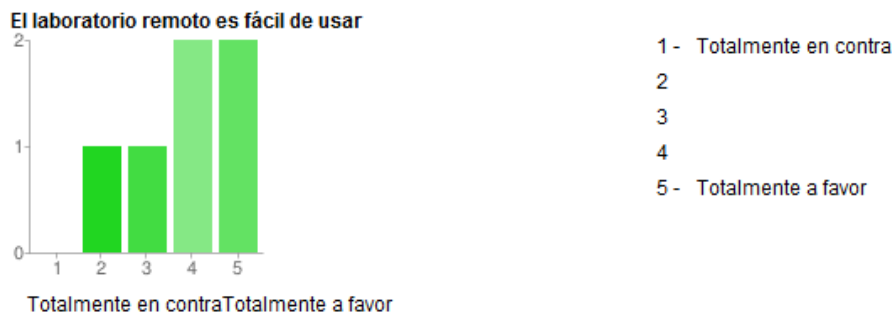 El laboratorio remoto es fácil de usar
2
1
0
1 2 3 4 5
Totalmente en contraTotalmente a favor
1 - Totalmente en contra
2
3
4
5 - Totalmente a favor